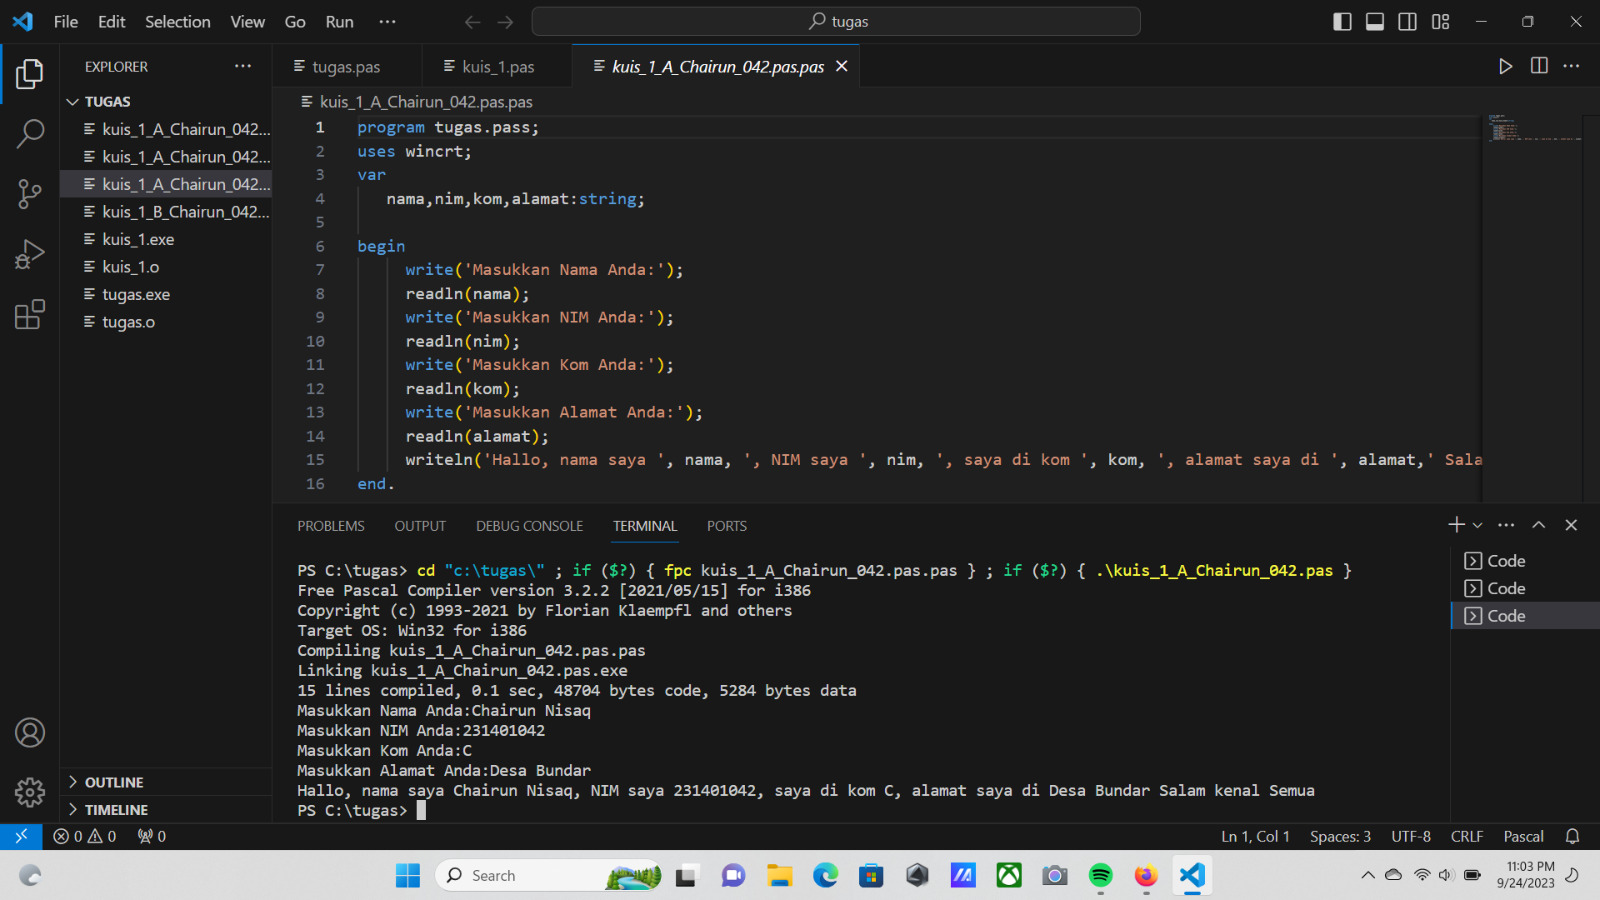 File Edit Selection View Go Run ··· tugas
EXPLORER ···
TUGAS
kuis_1_A_Chairun_042...
kuis_1_A_Chairun_042...
kuis_1_A_Chairun_042...
kuis_1_B_Chairun_042...
kuis_1.exe
kuis_1.o
tugas.exe
tugas.o
OUTLINE
TIMELINE
tugas.pas kuis_1.pas kuis_1_A_Chairun_042.pas.pas
kuis_1_A_Chairun_042.pas.pas
1 program tugas.pass;
2 uses wincrt;
3 var
4 nama,nim,kom,alamat:string;
5
6 begin
7 write('Masukkan Nama Anda:');
8 readln(nama);
9 write('Masukkan NIM Anda:');
10 readln(nim);
11 write('Masukkan Kom Anda:');
12 readln(kom);
13 write('Masukkan Alamat Anda:');
14 readln(alamat);
15 writeln('Hallo, nama saya ', nama, ', NIM saya ', nim, ', saya di kom ', kom, ', alamat saya di ', alamat,' Sala
16 end.
PROBLEMS OUTPUT DEBUG CONSOLE TERMINAL PORTS
PS C:\tugas> cd "c:\tugas\" ; if ($?) { fpc kuis_1_A_Chairun_042.pas.pas } ; if ($?) { .\kuis_1_A_Chairun_042.pas }
Free Pascal Compiler version 3.2.2 [2021/05/15] for i386
Copyright (c) 1993-2021 by Florian Klaempfl and others
Target OS: Win32 for i386
Compiling kuis_1_A_Chairun_042.pas.pas
Linking kuis_1_A_Chairun_042.pas.exe
15 lines compiled, 0.1 sec, 48704 bytes code, 5284 bytes data
Masukkan Nama Anda:Chairun Nisaq
Masukkan NIM Anda:231401042
Masukkan Kom Anda:C
Masukkan Alamat Anda:Desa Bundar
Hallo, nama saya Chairun Nisaq, NIM saya 231401042, saya di kom C, alamat saya di Desa Bundar Salam kenal Semua
PS C:\tugas>
Code
Code
Code
0 0 0 Ln 1, Col 1 Spaces: 3 UTF-8 CRLF Pascal
Search
11:03 PM
9/24/2023